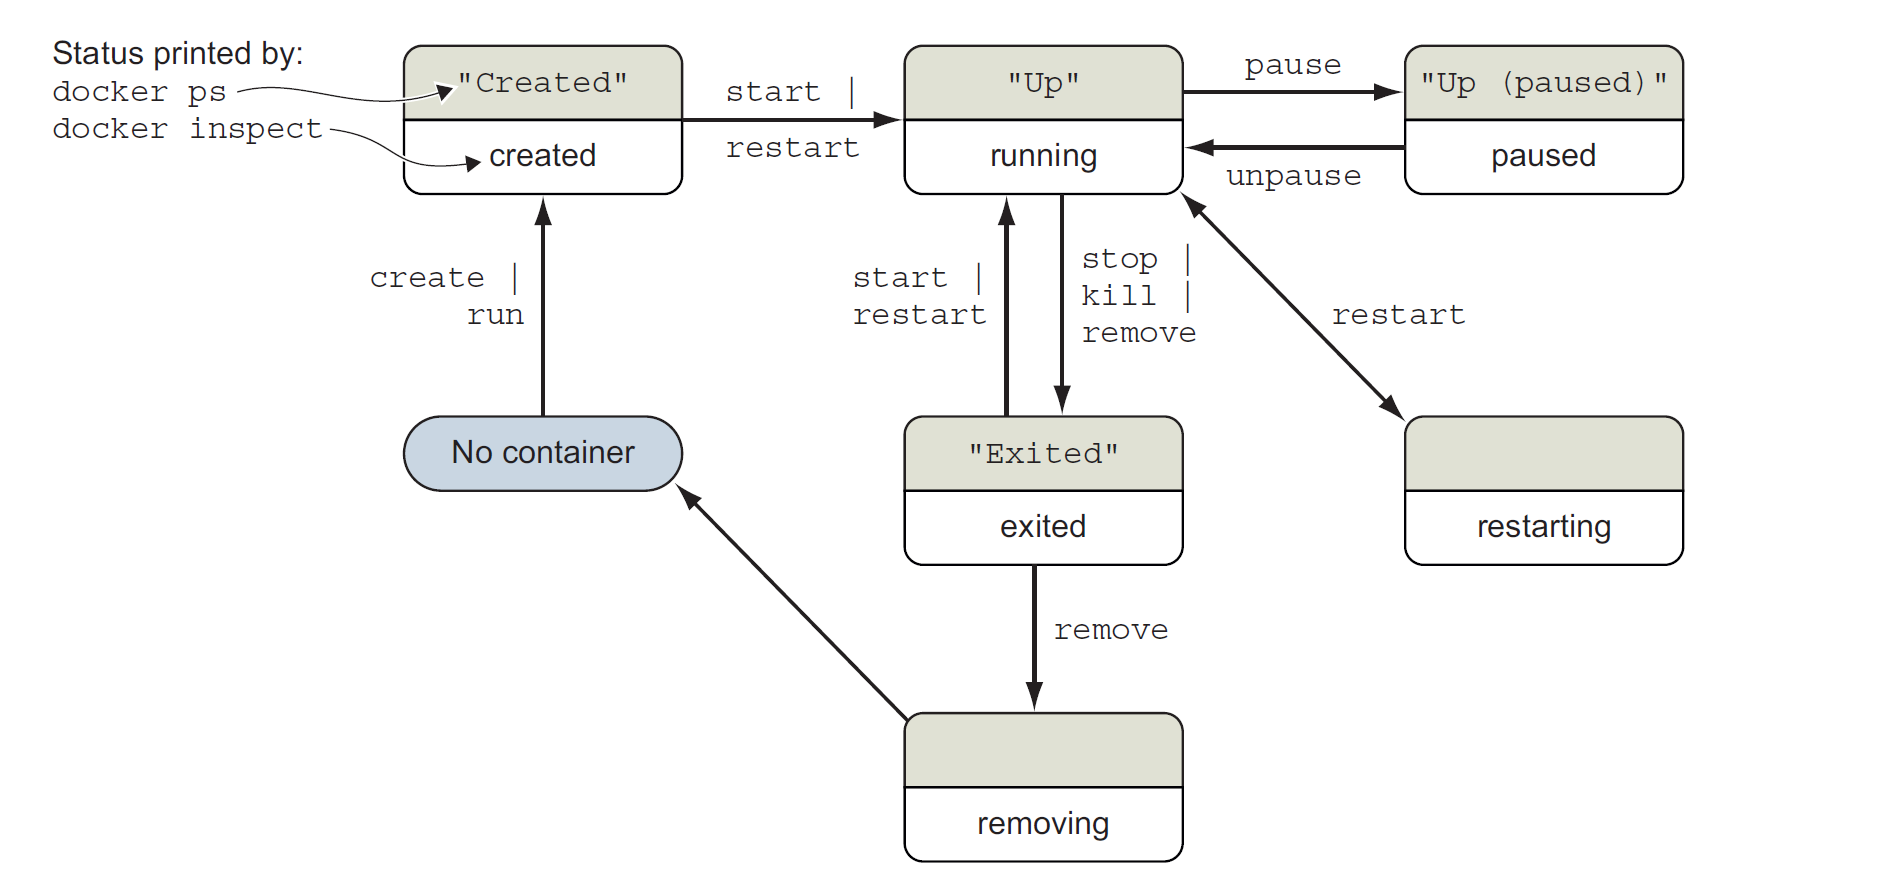 Status printed by:
docker ps
docker inspect
"Created"
created
start |
restart
"Up"
running
pause
unpause
"Up (paused)"
paused
create |
run
start |
restart
stop |
kill |
remove
restart
No container
"Exited"
exited
restarting
remove
removing